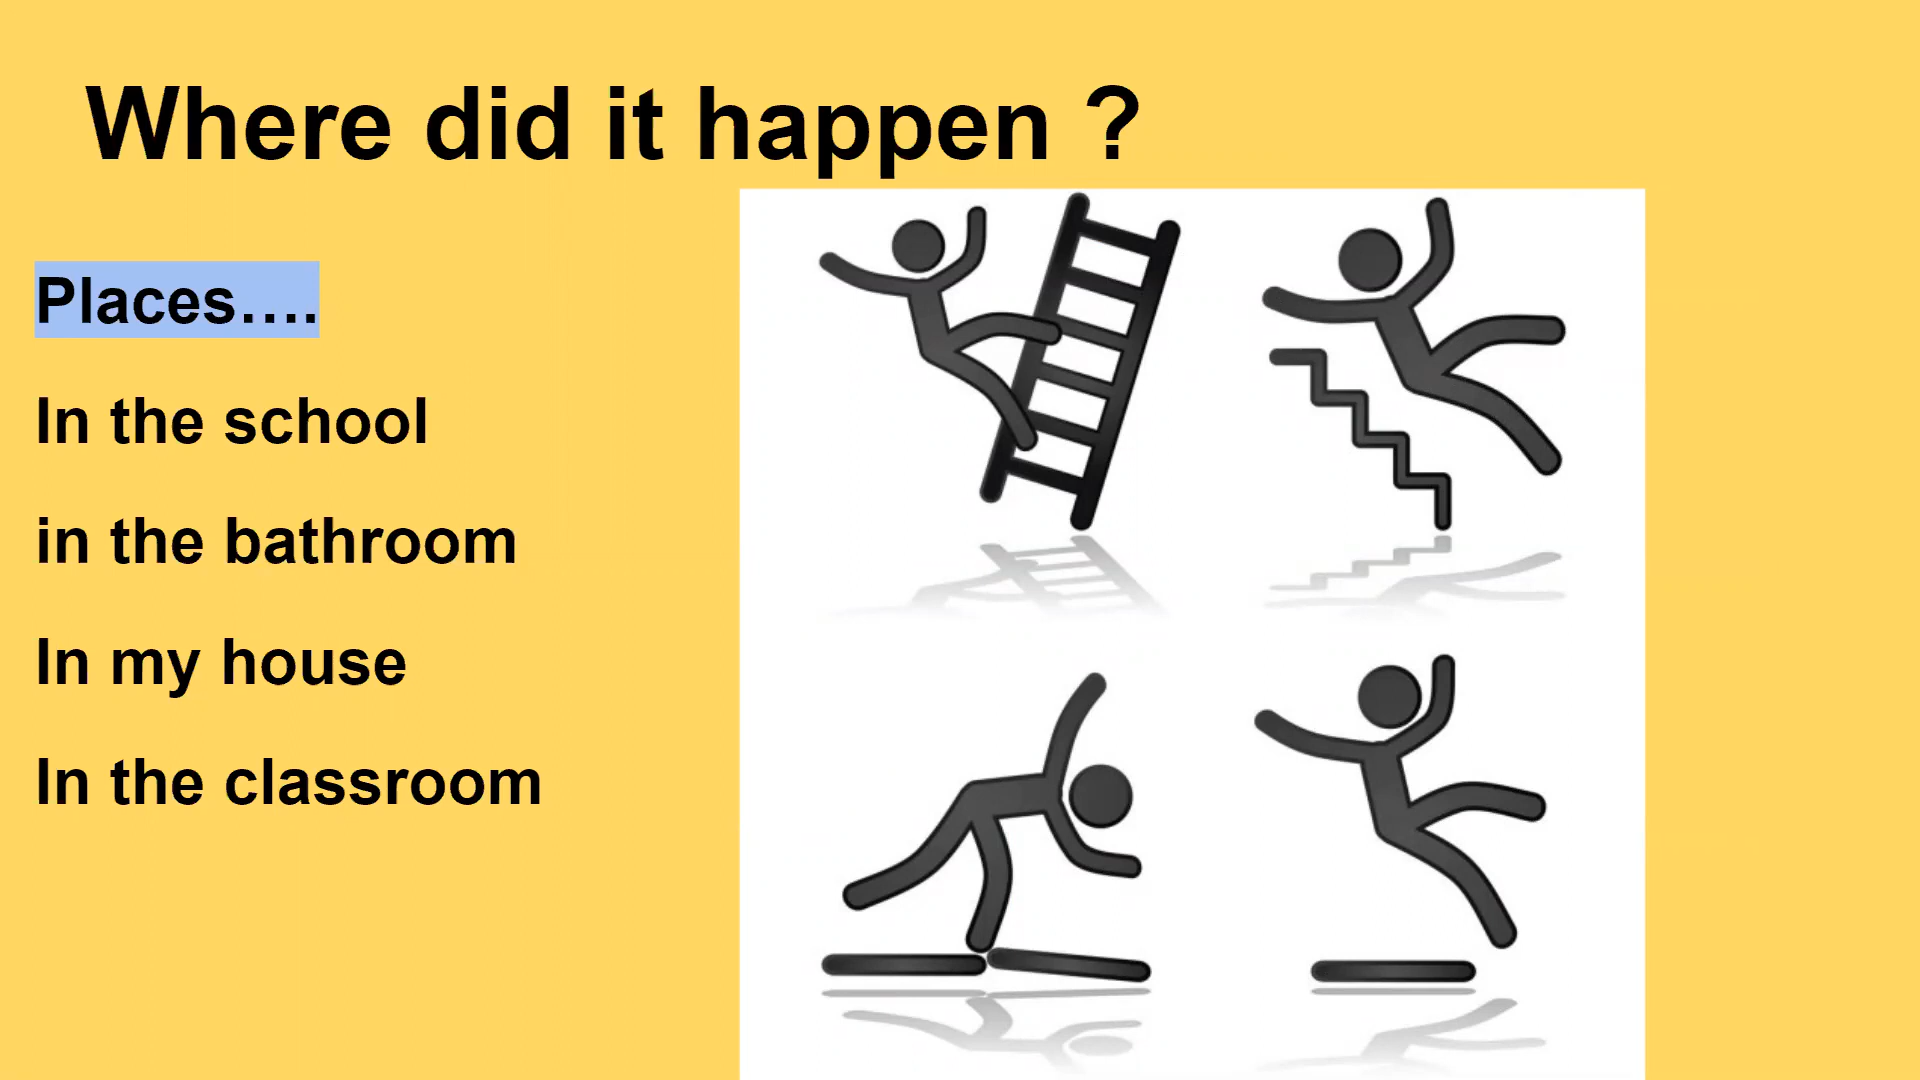 Where did it happen ?
Places….
In the school
in the bathroom
In my house
In the classroom